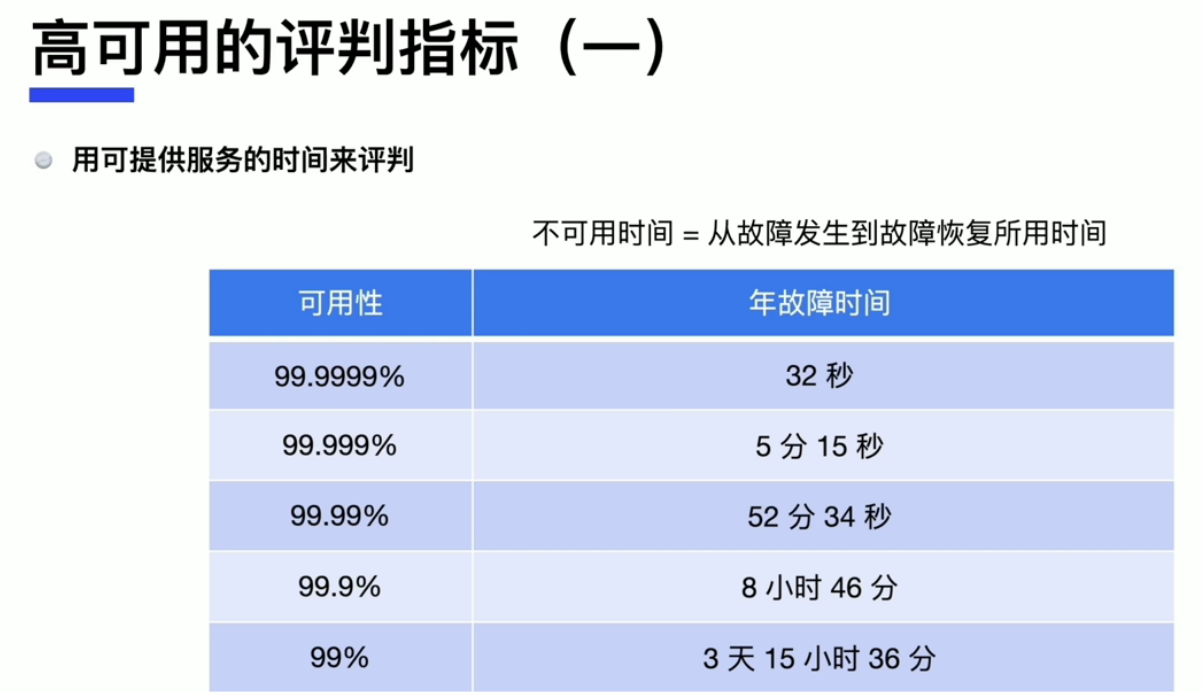 高可用的评判指标（一）
用可提供服务的时间来评判
不可用时间 = 从故障发生到故障恢复所用时间
可用性 年故障时间
99.9999% 32 秒
99.999% 5 分 15 秒
99.99% 52 分 34 秒
99.9% 8 小时 46 分
99% 3 天 15 小时 36 分